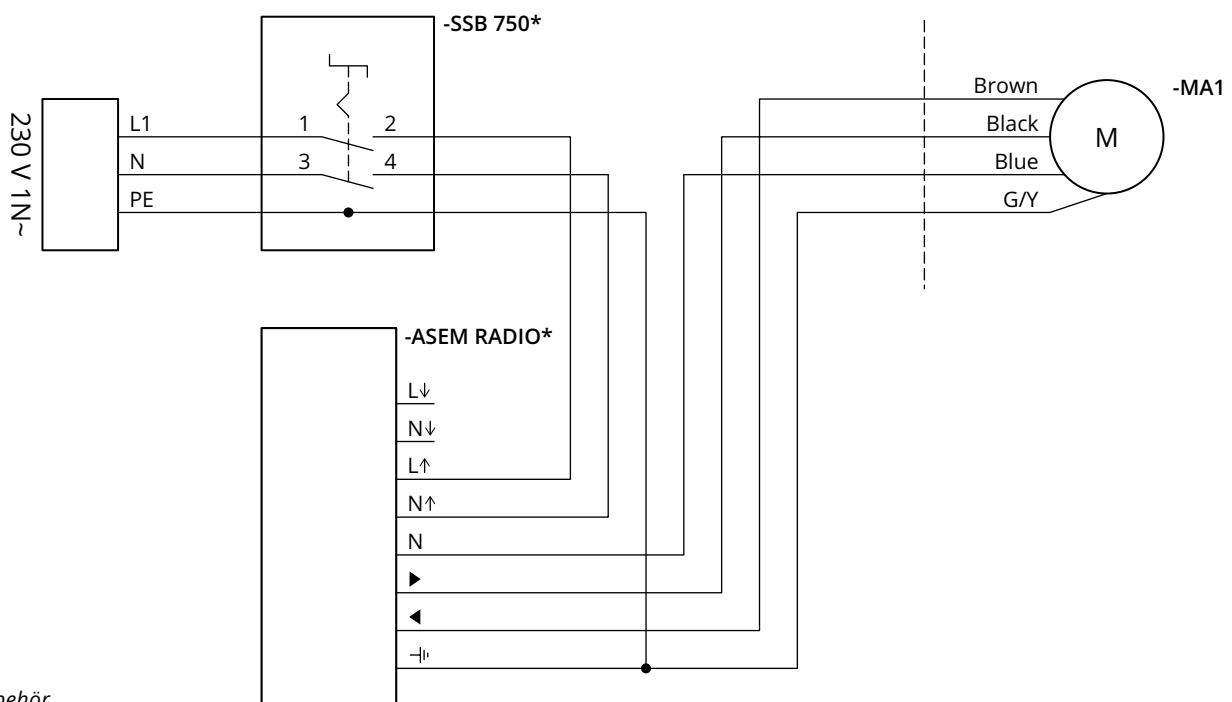 -SSB 750*
230 V 1N~
L1
N
PE
1
2
3
4
Brown
Black
Blue
G/Y
M
-MA1
-ASEM RADIO*
L↓
N↓
L↑
N↑
N
▶
◀